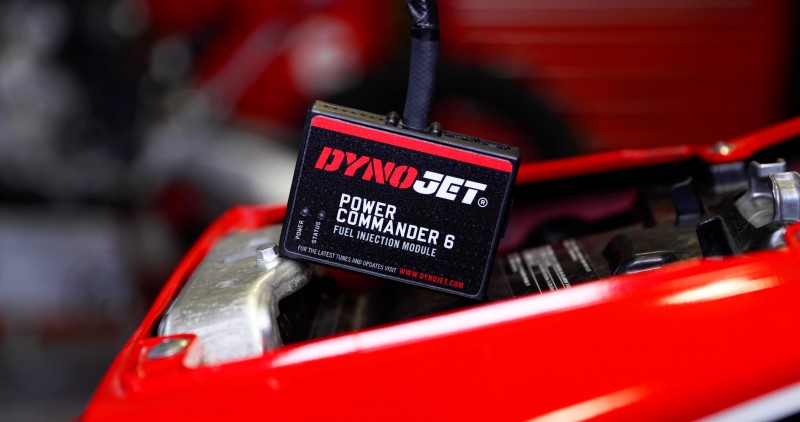 DYNOJET®
POWER
COMMANDER 6
FUEL INJECTION MODULE
POWER
STATUS
FOR THE LATEST TUNES AND UPDATES VISIT WWW.DYNOJET.COM